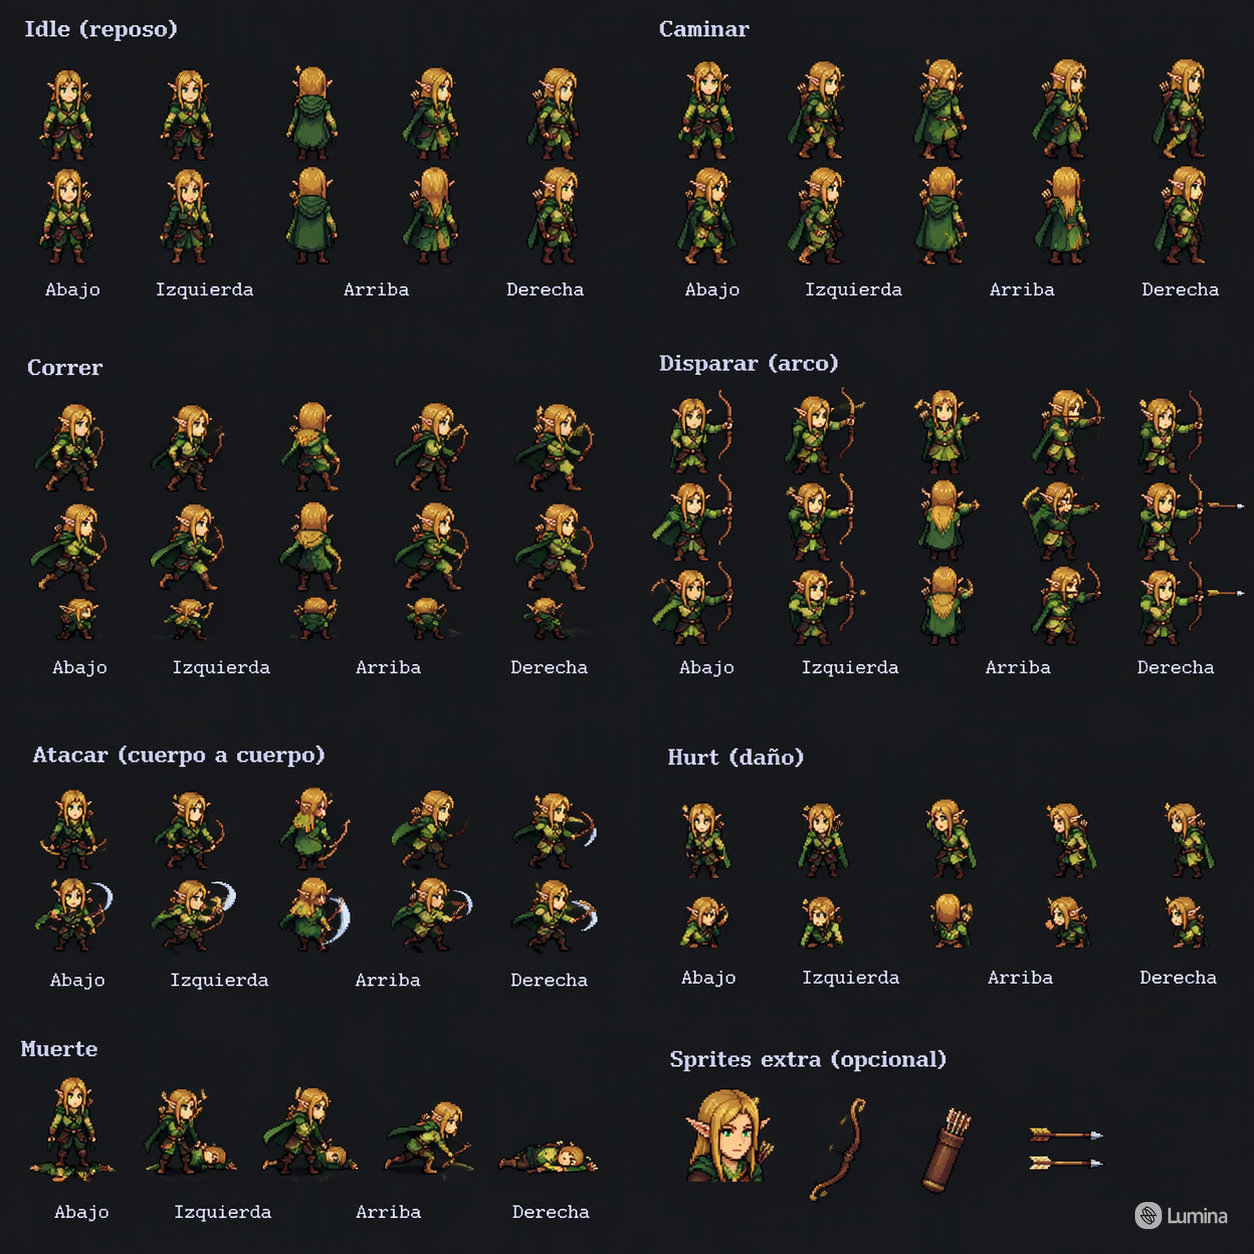 Idle (reposo)
Abajo Izquierda Arriba Derecha
Caminar
Abajo Izquierda Arriba Derecha
Correr
Abajo Izquierda Arriba Derecha
Disparar (arco)
Abajo Izquierda Arriba Derecha
Atacar (cuerpo a cuerpo)
Abajo Izquierda Arriba Derecha
Hurt (daño)
Abajo Izquierda Arriba Derecha
Muerte
Abajo Izquierda Arriba Derecha
Sprites extra (opcional)
Lumina